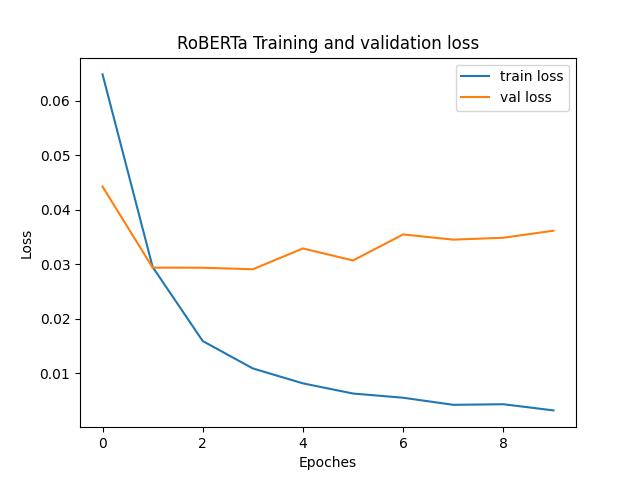 RoBERTa Training and validation loss
train loss
val loss
0.06
0.05
0.04
0.03
0.02
0.01
Loss
0 2 4 6 8
Epoches